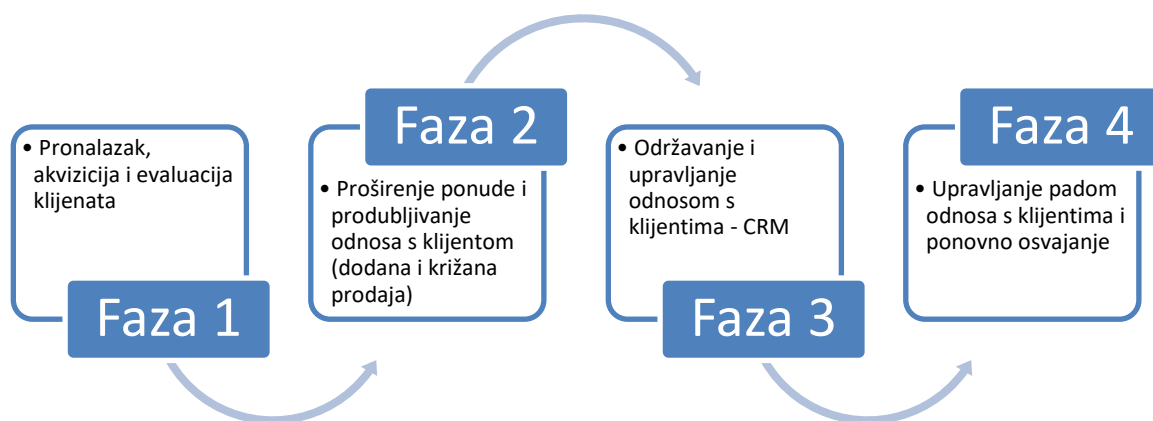 • Pronalazak,
akvizicija i evaluacija
klijenata
Faza 1
Faza 2
• Proširenje ponude i
produbljivanje
odnosa s klijentom
(dodana i križana
prodaja)
• Održavanje i
upravljanje
odnosom s
klijentima - CRM
Faza 3
Faza 4
• Upravljanje padom
odnosa s klijentima i
ponovno osvajanje